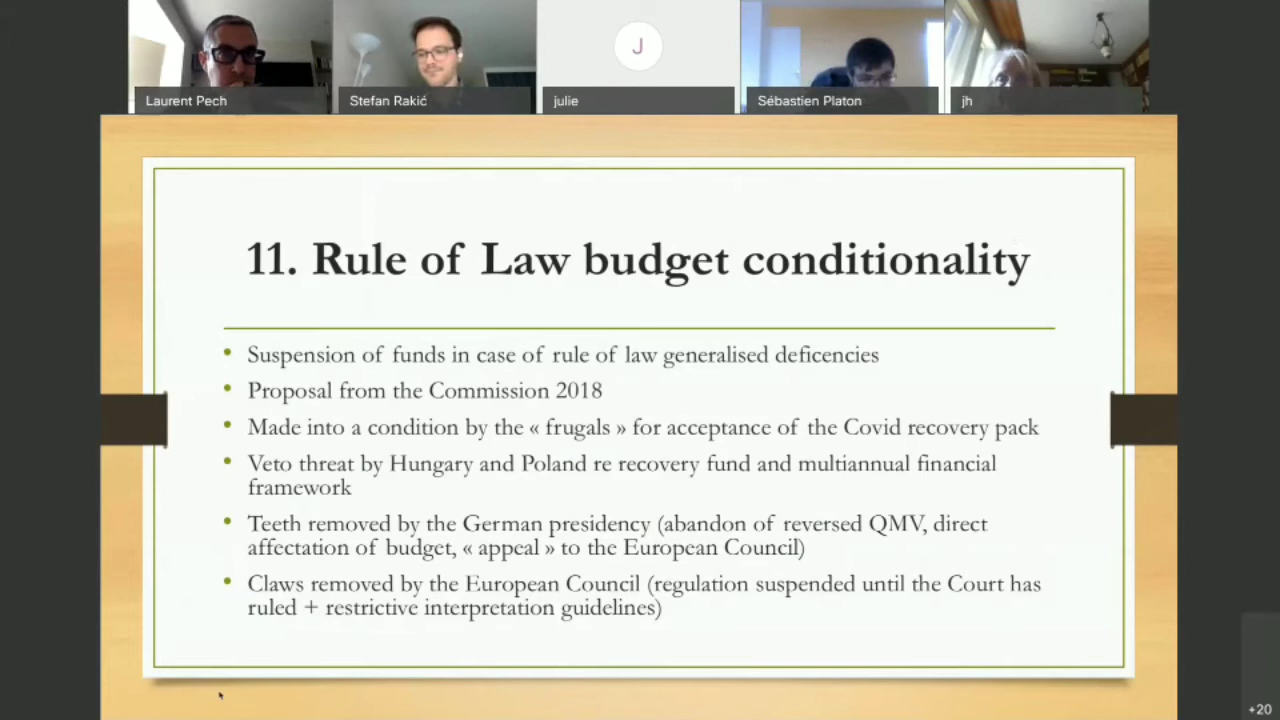 Laurent Pech
Stefan Rakić
J
julie
Sébastien Platon
jh
11. Rule of Law budget conditionality
• Suspension of funds in case of rule of law generalised deficencies
• Proposal from the Commission 2018
• Made into a condition by the « frugals » for acceptance of the Covid recovery pack
• Veto threat by Hungary and Poland re recovery fund and multiannual financial
framework
• Teeth removed by the German presidency (abandon of reversed QMV, direct
affectation of budget, « appeal » to the European Council)
• Claws removed by the European Council (regulation suspended until the Court has
ruled + restrictive interpretation guidelines)
+20